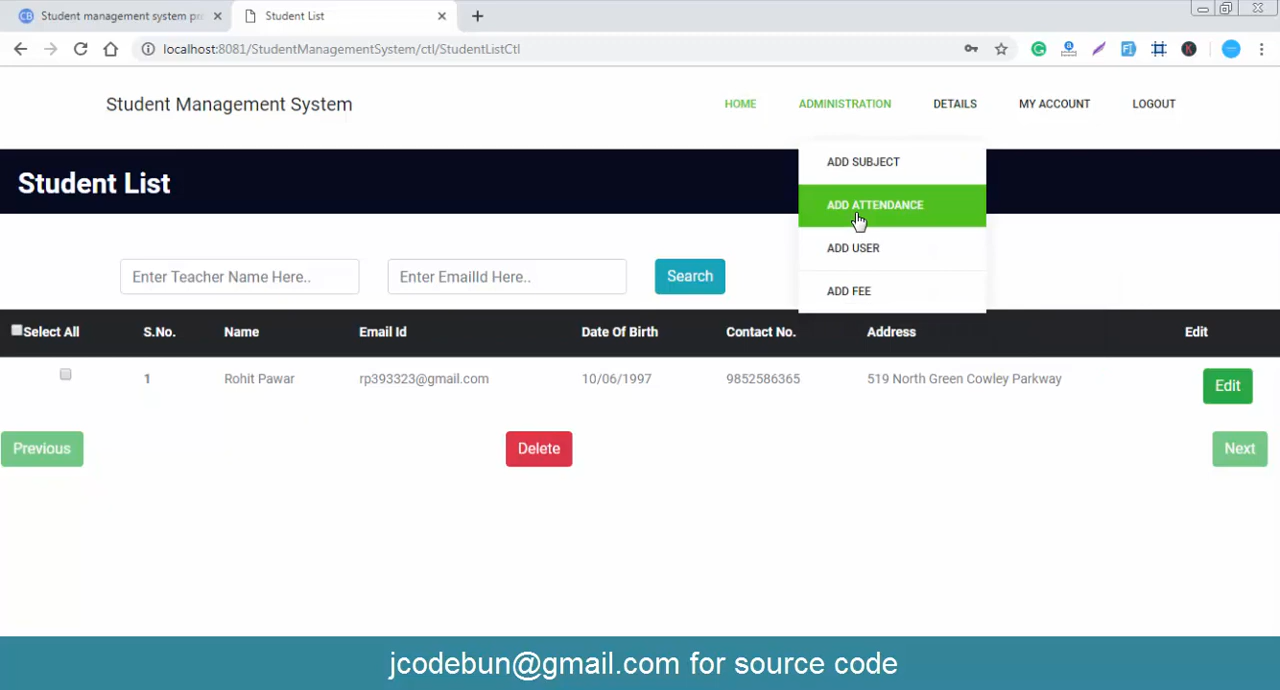 Student management system pr
Student List
localhost:8081/StudentManagementSystem/ctl/StudentListCtl
Student Management System
HOME
ADMINISTRATION
DETAILS
MY ACCOUNT
LOGOUT
ADD SUBJECT
ADD ATTENDANCE
ADD USER
ADD FEE
Student List
Enter Teacher Name Here..
Enter EmailId Here..
Search
Select All S.No. Name Email Id Date Of Birth Contact No. Address Edit
1 Rohit Pawar rp393323@gmail.com 10/06/1997 9852586365 519 North Green Cowley Parkway Edit
Previous
Delete
Next
jcodebun@gmail.com for source code